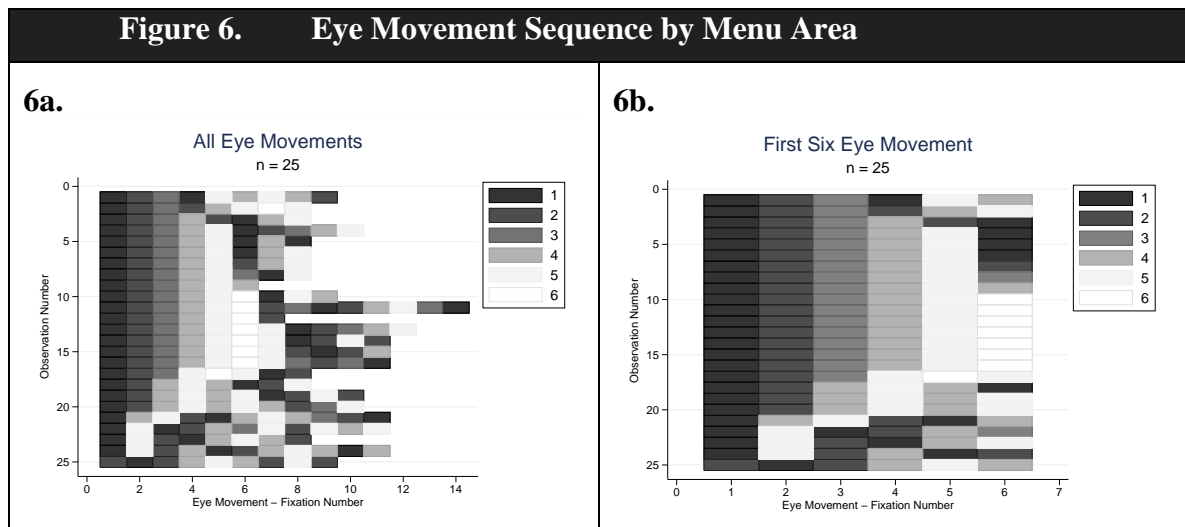 Figure 6. Eye Movement Sequence by Menu Area
6a.
All Eye Movements
n = 25
0
5
10
15
20
25
Observation Number
0 2 4 6 8 10 12 14
Eye Movement – Fixation Number
1
2
3
4
5
6
6b.
First Six Eye Movement
n = 25
0
5
10
15
20
25
Observation Number
0 1 2 3 4 5 6 7
Eye Movement – Fixation Number
1
2
3
4
5
6